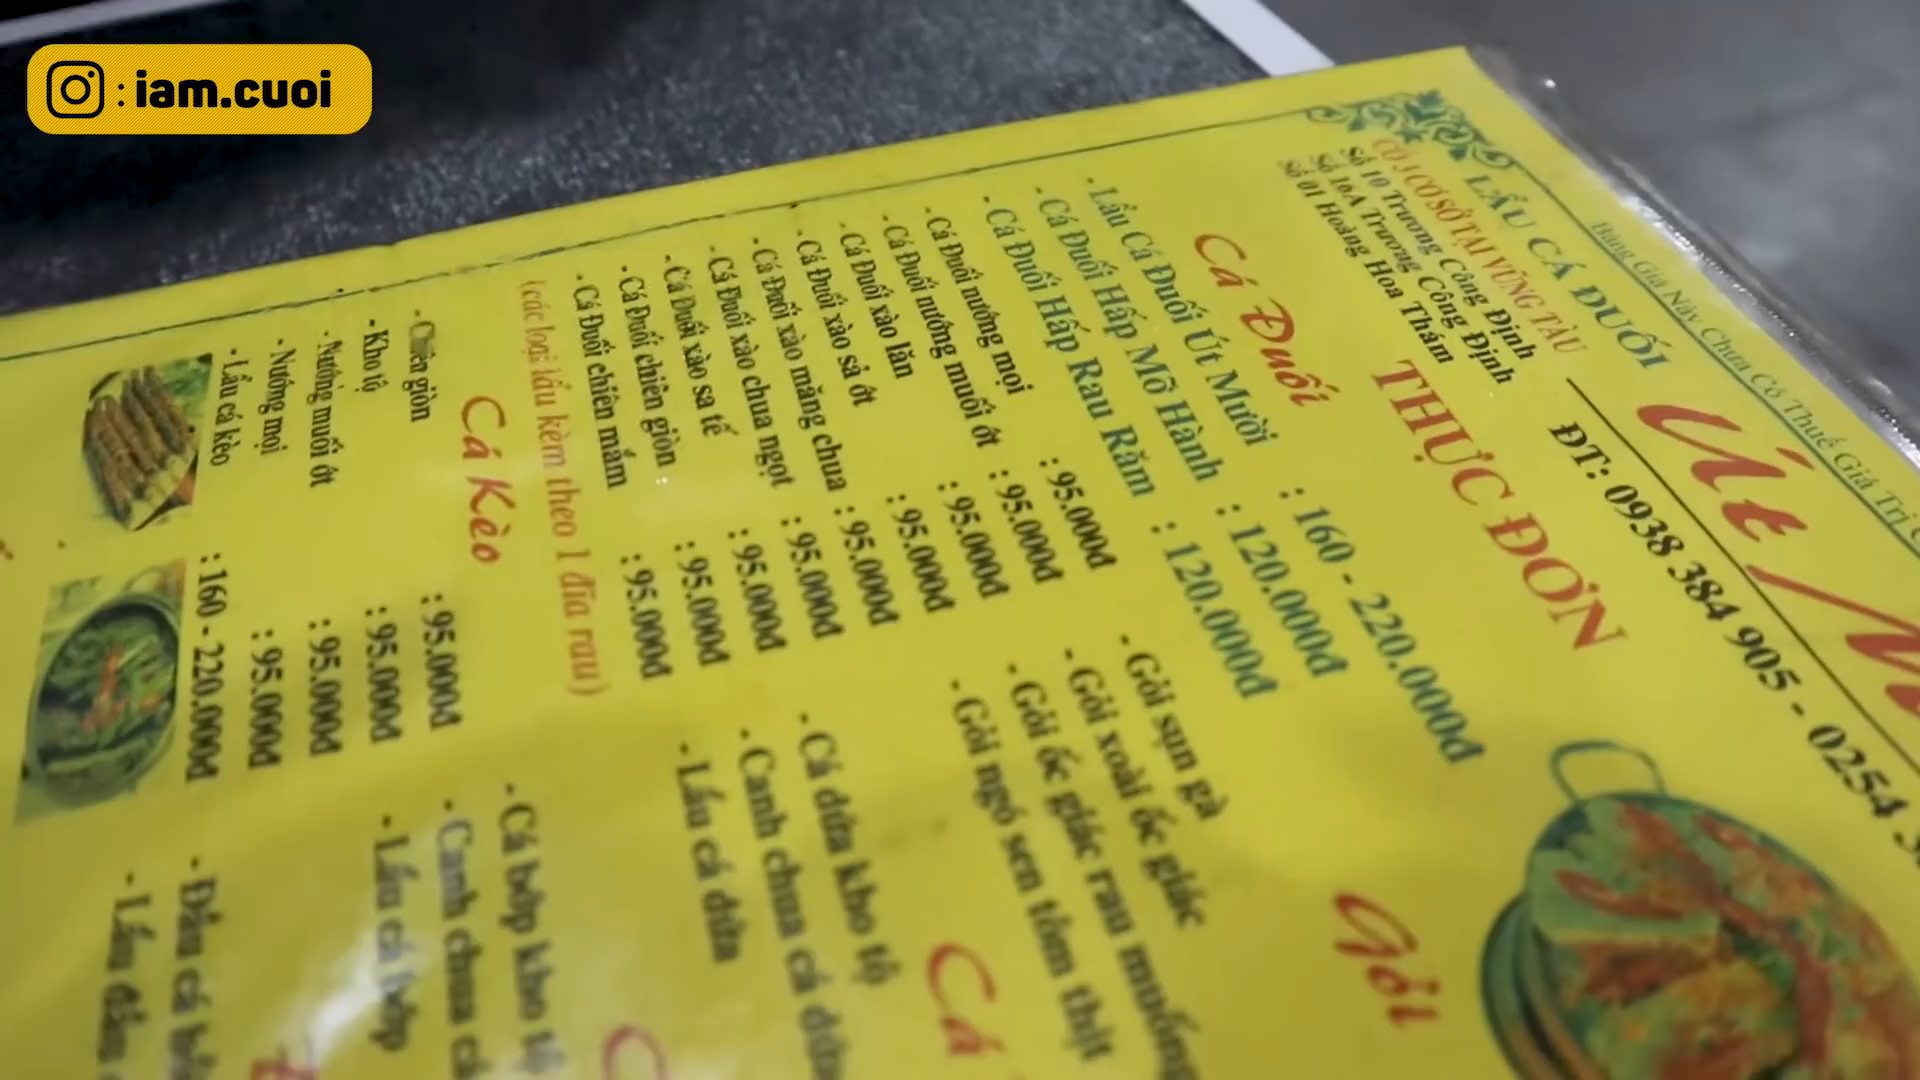 : iam.cuoi
Bảng Giá Này Chưa Có Thuế Giá Trị
LẨU CÁ ĐUỐI
Út
CÓ 3 CƠ SỞ TẠI VŨNG TÀU
Số 10 Trương Công Định
Số 16A Trương Công Định
Số 01 Hoàng Hoa Thám
ĐT: 0938 384 905 - 0254
THỰC ĐƠN
Cá Đuối
- Lẩu Cá Đuối Út Mười : 160 - 220.000đ
- Cá Đuối Hấp Mỡ Hành : 120.000đ
- Cá Đuối Hấp Rau Răm : 120.000đ
- Cá Đuối nướng mọi : 95.000đ
- Cá Đuối nướng muối ớt : 95.000đ
- Cá Đuối xào lăn : 95.000đ
- Cá Đuối xào sả ớt : 95.000đ
- Cá Đuối xào măng chua : 95.000đ
- Cá Đuối xào chua ngọt : 95.000đ
- Cá Đuối xào sa tế : 95.000đ
- Cá Đuối chiên giòn : 95.000đ
- Cá Đuối chiên mắm : 95.000đ
(các loại lẩu kèm theo 1 đĩa rau)
Cá Kèo
- Chiên giòn : 95.000đ
- Kho tộ : 95.000đ
- Nướng muối ớt : 95.000đ
- Nướng mọi : 95.000đ
- Lẩu cá kèo : 160 - 220.000đ
Gỏi
- Gỏi sụn gà
- Gỏi xoài ốc giác
- Gỏi ốc giác rau muống
- Gỏi ngó sen tôm thịt
Cá
- Cá dứa kho tộ
- Canh chua cá dứa
- Lẩu cá dứa
- Cá bớp kho tộ
- Canh chua cá
- Lẩu cá bớp
- Đầu cá
- Lẩu đầu